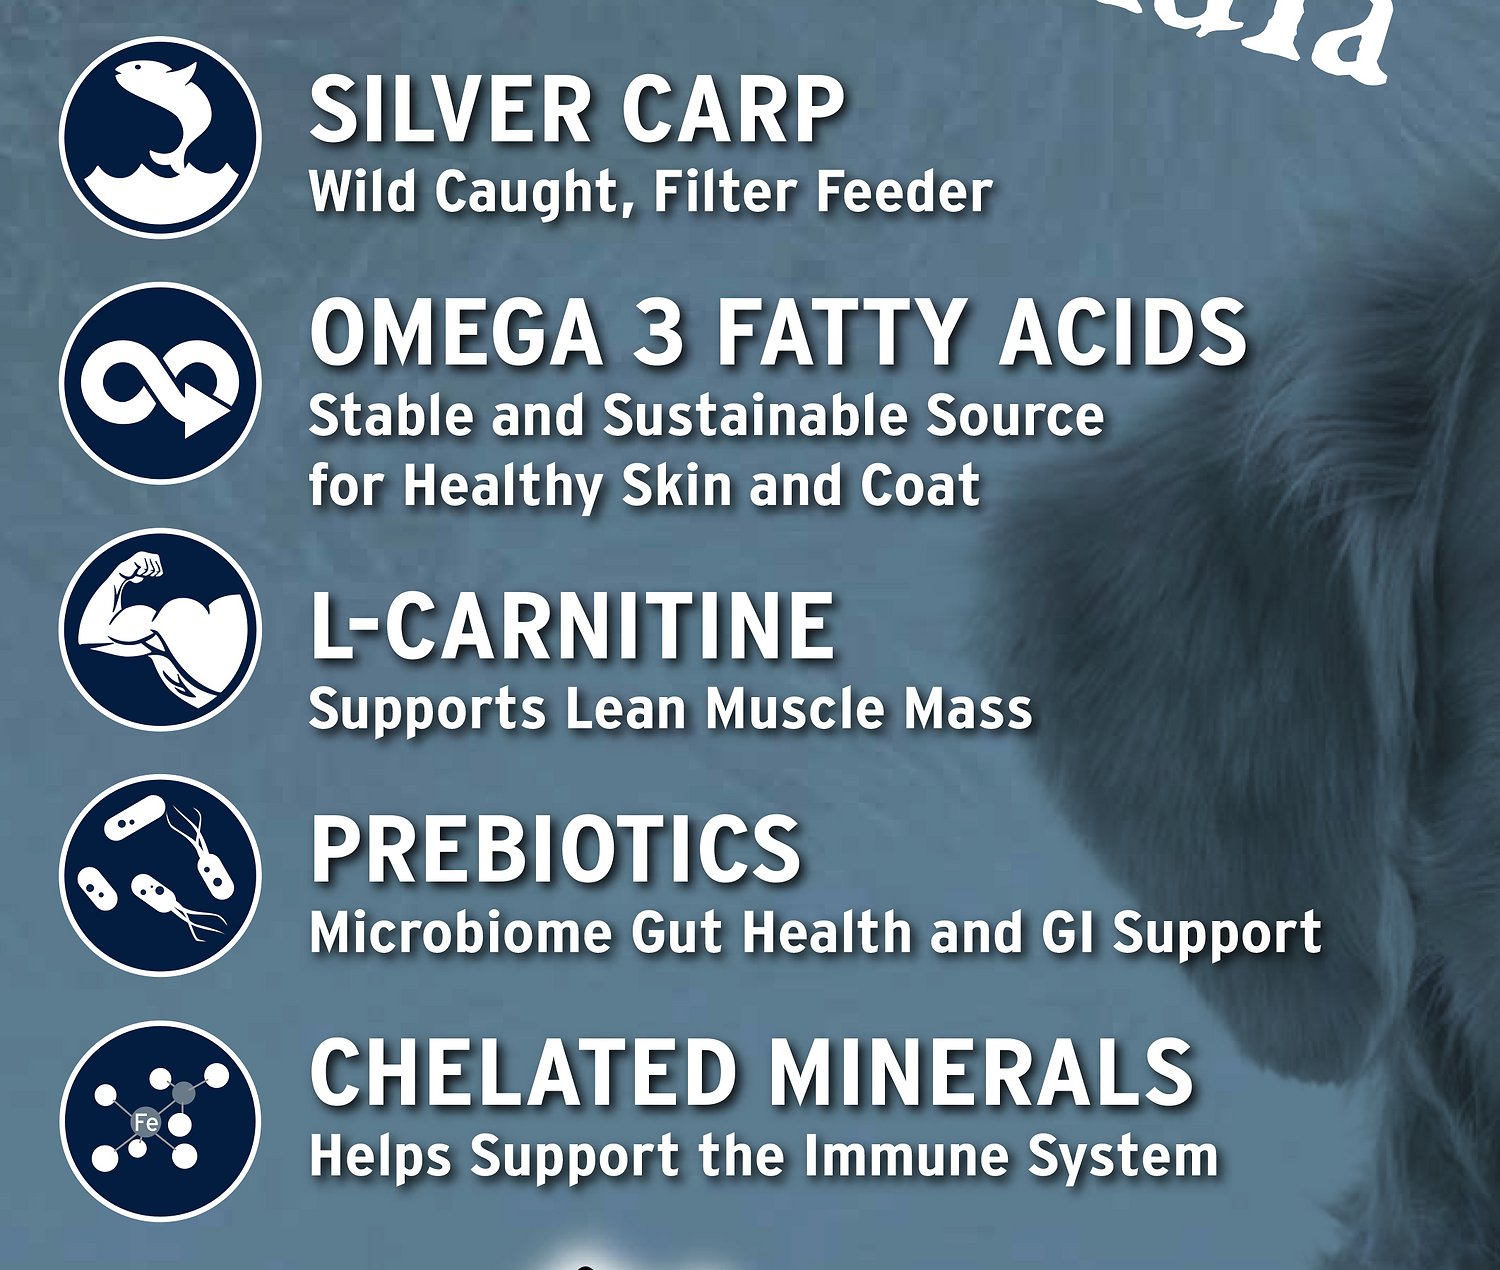 SILVER CARP
Wild Caught, Filter Feeder
OMEGA 3 FATTY ACIDS
Stable and Sustainable Source
for Healthy Skin and Coat
L-CARNITINE
Supports Lean Muscle Mass
PREBIOTICS
Microbiome Gut Health and GI Support
Fe
CHELATED MINERALS
Helps Support the Immune System